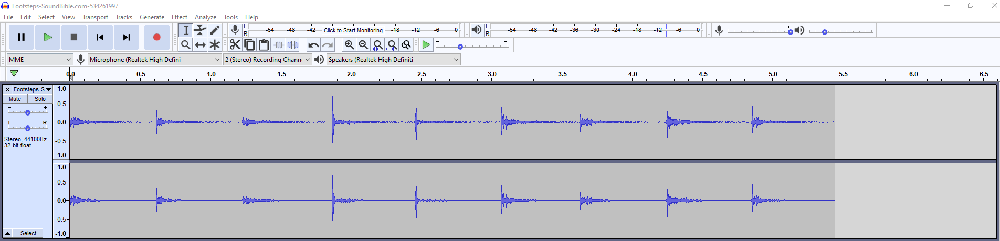 Footsteps-SoundBible.com-534261997
File Edit Select View Transport Tracks Generate Effect Analyze Tools Help
L
R
-54 -48 -42 Click to Start Monitoring -18 -12 -6 0
L
R
-54 -48 -42 -36 -30 -24 -18 -12 -6 0
- +
- +
- +
MME
Microphone (Realtek High Defini
2 (Stereo) Recording Chann
Speakers (Realtek High Definiti
0.0 0.5 1.0 1.5 2.0 2.5 3.0 3.5 4.0 4.5 5.0 5.5 6.0 6.5
Footsteps-S
Mute Solo
- +
L R
Stereo, 44100Hz
32-bit float
Select
1.0
0.5
0.0
-0.5
-1.0
1.0
0.5
0.0
-0.5
-1.0